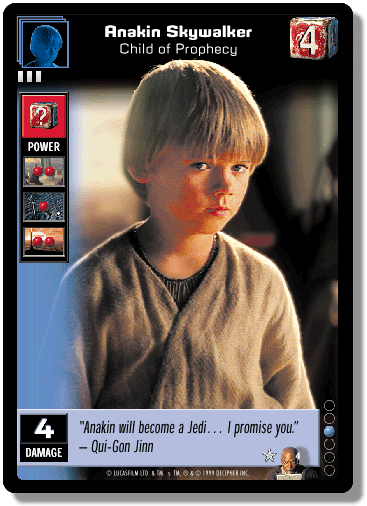 Anakin Skywalker
Child of Prophecy
4
?
POWER
4
DAMAGE
"Anakin will become a Jedi... I promise you."
– Qui-Gon Jinn
4
© LUCASFILM LTD. & TM, ® & © 1999 DECIPHER INC.